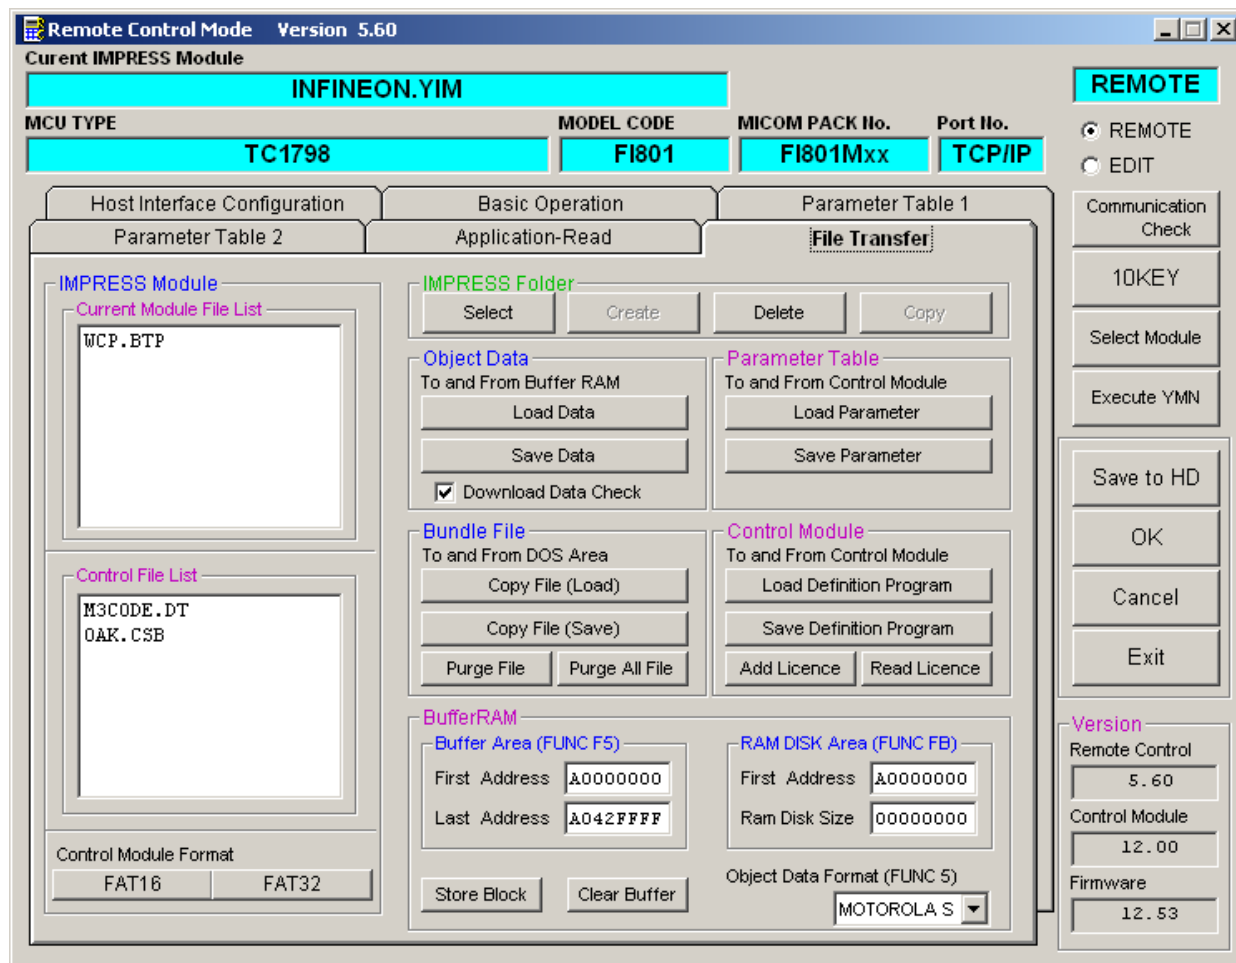 Remote Control Mode Version 5.60
Curent IMPRESS Module
INFINEON.YIM
REMOTE
MCU TYPE MODEL CODE MICOM PACK No. Port No.
TC1798 FI801 FI801Mxx TCP/IP
REMOTE
EDIT
Host Interface Configuration Basic Operation Parameter Table 1
Parameter Table 2 Application-Read File Transfer
Communication
Check
10KEY
Select Module
Execute YMN
IMPRESS Module
Current Module File List
WCP.BTP
Control File List
M3CODE.DT
OAK.CSB
Control Module Format
FAT16 FAT32
IMPRESS Folder
Select Create Delete Copy
Object Data
To and From Buffer RAM
Load Data
Save Data
Download Data Check
Parameter Table
To and From Control Module
Load Parameter
Save Parameter
Bundle File
To and From DOS Area
Copy File (Load)
Copy File (Save)
Purge File Purge All File
Control Module
To and From Control Module
Load Definition Program
Save Definition Program
Add Licence Read Licence
BufferRAM
Buffer Area (FUNC F5)
First Address A0000000
Last Address A042FFFF
RAM DISK Area (FUNC FB)
First Address A0000000
Ram Disk Size 00000000
Store Block Clear Buffer
Object Data Format (FUNC 5)
MOTOROLA S
Save to HD
OK
Cancel
Exit
Version
Remote Control
5.60
Control Module
12.00
Firmware
12.53